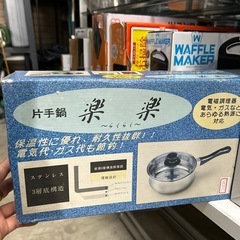 WAFFLE
MAKER
片手鍋 楽 楽
〜らくらく〜
保温性に優れ、耐久性抜群!!
電気代・ガス代も節約!
電磁調理器
電気・ガスなど
あらゆる熱源に
対応
ステンレス
3層底構造